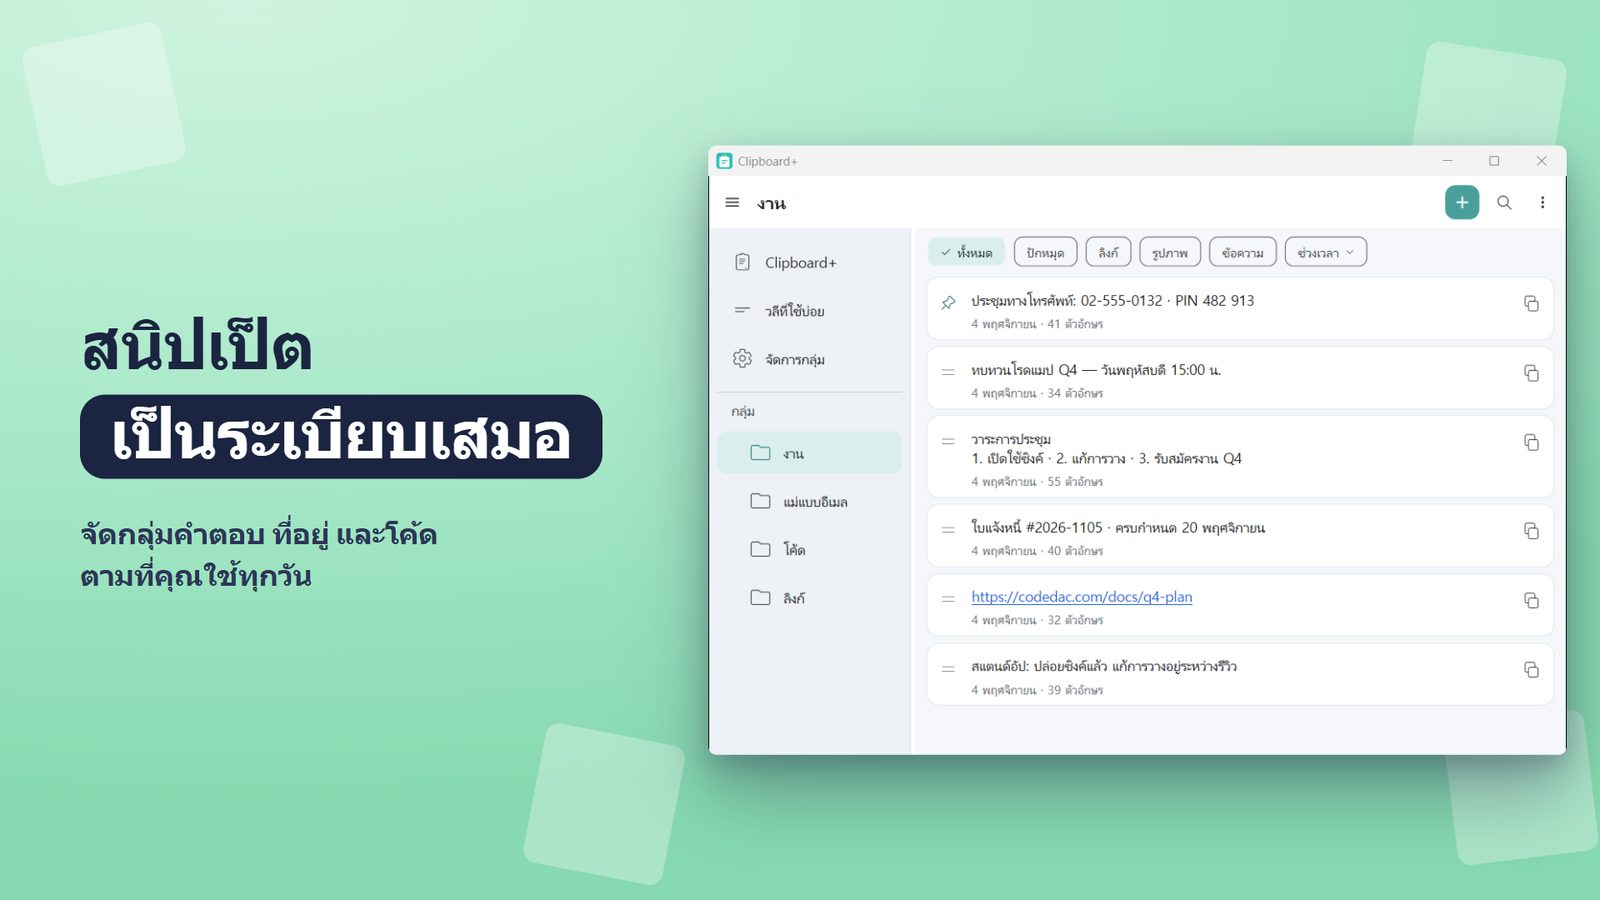 สนิปเป็ต
เป็นระเบียบเสมอ
จัดกลุ่มคำตอบ ที่อยู่ และโค้ด
ตามที่คุณใช้ทุกวัน
Clipboard+
งาน
Clipboard+
วลีที่ใช้บ่อย
จัดการกลุ่ม
กลุ่ม
งาน
แม่แบบอีเมล
โค้ด
ลิงก์
ทั้งหมด ปักหมุด ลิงก์ รูปภาพ ข้อความ ช่วงเวลา
ประชุมทางโทรศัพท์: 02-555-0132 · PIN 482 913
4 พฤศจิกายน · 41 ตัวอักษร
ทบทวนโรดแมป Q4 — วันพฤหัสบดี 15:00 น.
4 พฤศจิกายน · 34 ตัวอักษร
วาระการประชุม
1. เปิดใช้ซิงค์ · 2. แก้การวาง · 3. รับสมัครงาน Q4
4 พฤศจิกายน · 55 ตัวอักษร
ใบแจ้งหนี้ #2026-1105 · ครบกำหนด 20 พฤศจิกายน
4 พฤศจิกายน · 40 ตัวอักษร
https://codedac.com/docs/q4-plan
4 พฤศจิกายน · 32 ตัวอักษร
สแตนด์อัป: ปล่อยซิงค์แล้ว แก้การวางอยู่ระหว่างรีวิว
4 พฤศจิกายน · 39 ตัวอักษร